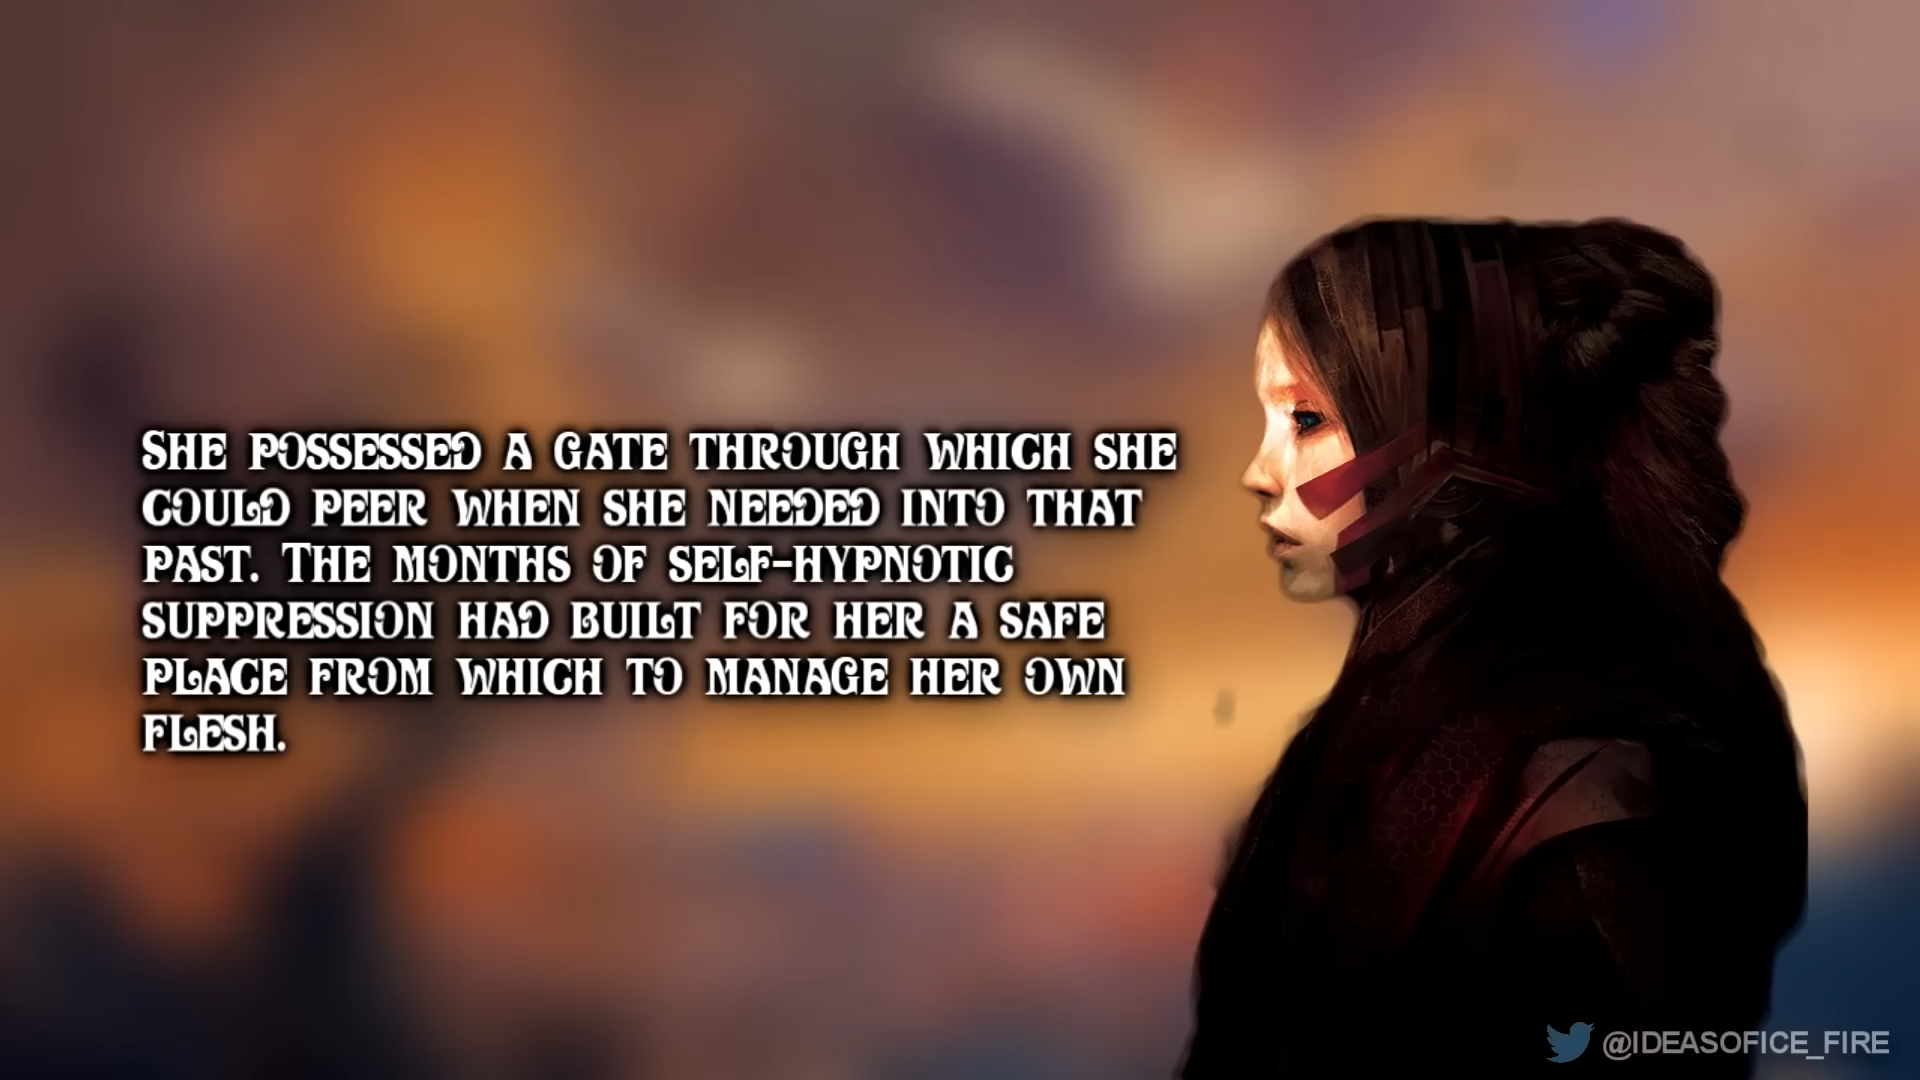 She possessed a gate through which she
could peer when she needed into that
past. The months of self-hypnotic
suppression had built for her a safe
place from which to manage her own
flesh.
@IDEASOFICE_FIRE